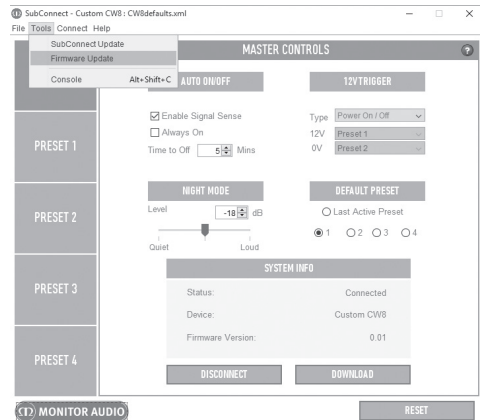 SubConnect - Custom CW8 : CW8defaults.xml
File Tools Connect Help
SubConnect Update
Firmware Update
Console Alt+Shift+C
MASTER CONTROLS
?
AUTO ON/OFF
12V TRIGGER
Enable Signal Sense
Always On
Time to Off 5 Mins
Type Power On / Off
12V Preset 1
0V Preset 2
PRESET 1
NIGHT MODE
DEFAULT PRESET
Level -18 dB
Quiet Loud
Last Active Preset
1 2 3 4
PRESET 2
SYSTEM INFO
Status: Connected
Device: Custom CW8
Firmware Version: 0.01
PRESET 3
PRESET 4
DISCONNECT DOWNLOAD
MONITOR AUDIO
RESET